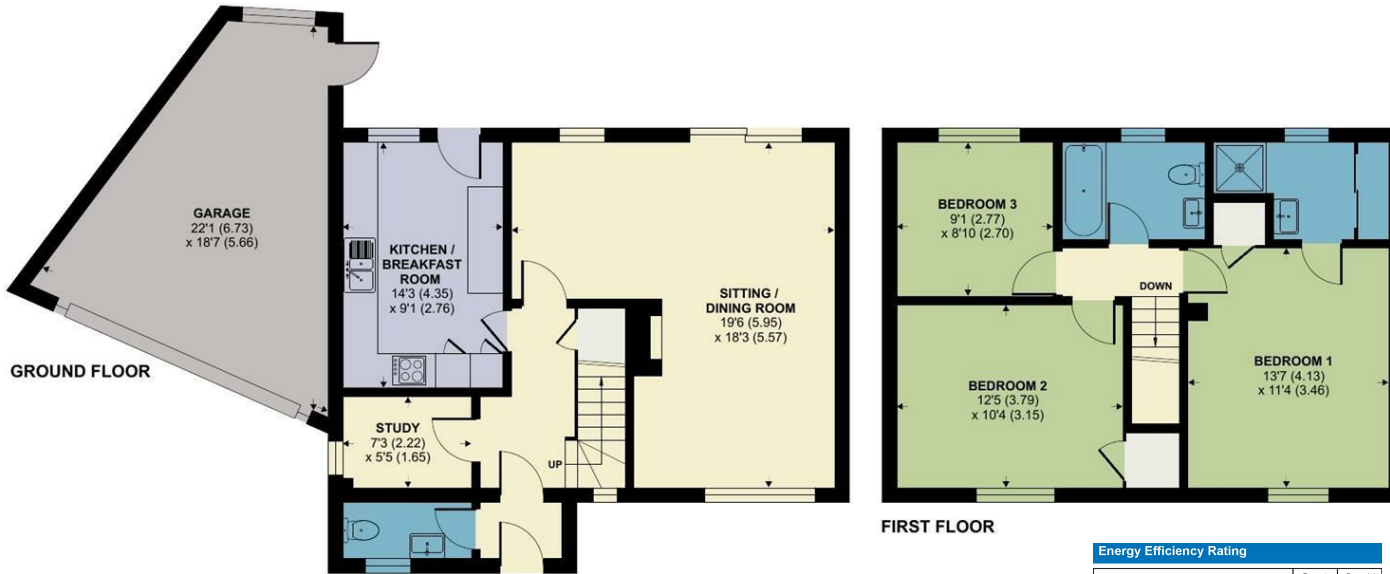 GARAGE
22'1 (6.73)
x 18'7 (5.66)
GROUND FLOOR
KITCHEN /
BREAKFAST
ROOM
14'3 (4.35)
x 9'1 (2.76)
SITTING /
DINING ROOM
19'6 (5.95)
x 18'3 (5.57)
STUDY
7'3 (2.22)
x 5'5 (1.65)
UP
BEDROOM 3
9'1 (2.77)
x 8'10 (2.70)
DOWN
BEDROOM 2
12'5 (3.79)
x 10'4 (3.15)
BEDROOM 1
13'7 (4.13)
x 11'4 (3.46)
FIRST FLOOR
Energy Efficiency Rating